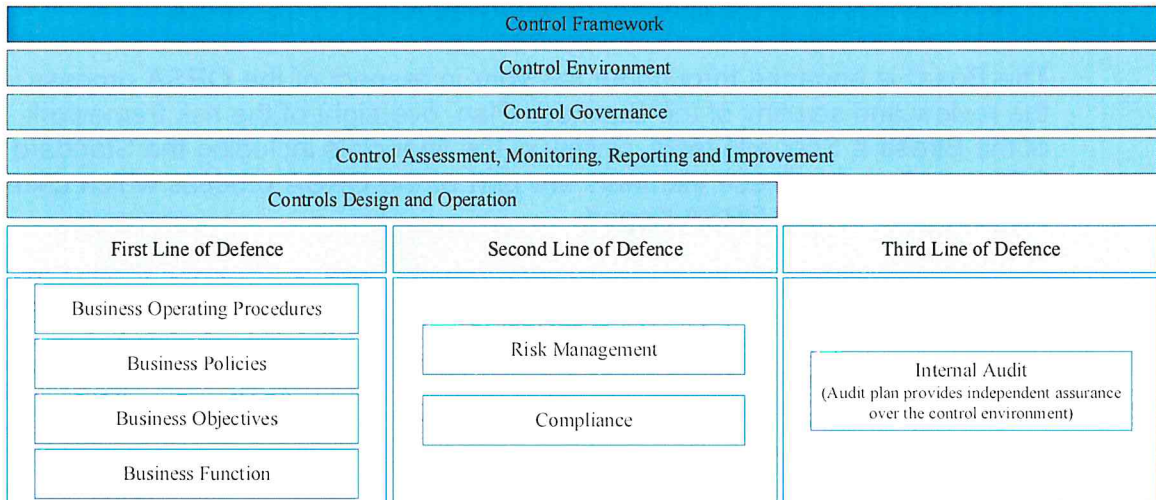 Control Framework
Control Environment
Control Governance
Control Assessment, Monitoring, Reporting and Improvement
Controls Design and Operation
First Line of Defence
Second Line of Defence
Third Line of Defence
Business Operating Procedures
Business Policies
Business Objectives
Business Function
Risk Management
Compliance
Internal Audit
(Audit plan provides independent assurance
over the control environment)